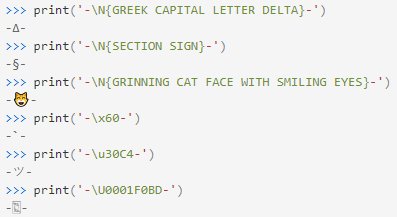 >>> print('-\N{GREEK CAPITAL LETTER DELTA}-')
-Δ-
>>> print('-\N{SECTION SIGN}-')
-§-
>>> print('-\N{GRINNING CAT FACE WITH SMILING EYES}-')
-😸-
>>> print('-\x60-')
-`-
>>> print('-\u30C4-')
-ツ-
>>> print('-\U0001F0BD-')
-🂽-